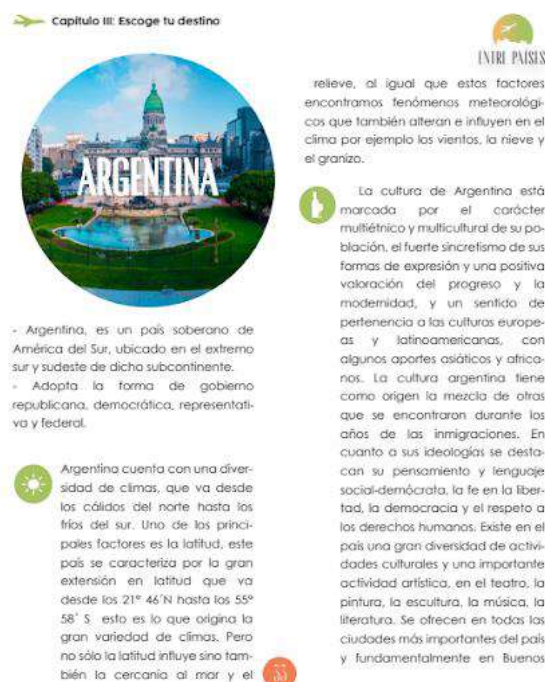 Capítulo III: Escoge tu destino
ENTRE PAISES
ARGENTINA
- Argentina, es un país soberano de
América del Sur, ubicado en el extremo
sur y sudeste de dicho subcontinente.
- Adopta la forma de gobierno
republicana, democrática, representati-
va y federal.
Argentina cuenta con una diver-
sidad de climas, que va desde
los cálidos del norte hasta los
fríos del sur. Uno de los princi-
pales factores es la latitud, este
país se caracteriza por la gran
extensión en latitud que va
desde los 21º 46´N hasta los 55º
58´ S esto es lo que origina la
gran variedad de climas. Pero
no sólo la latitud influye sino tam-
bién la cercanía al mar y el
relieve, al igual que estos factores
encontramos fenómenos meteorológi-
cos que también alteran e influyen en el
clima por ejemplo los vientos, la nieve y
el granizo.
La cultura de Argentina está
marcada por el carácter
multiétnico y multicultural de su po-
blación, el fuerte sincretismo de sus
formas de expresión y una positiva
valoración del progreso y la
modernidad, y un sentido de
pertenencia a las culturas europe-
as y latinoamericanas, con
algunos aportes asiáticos y africa-
nos. La cultura argentina tiene
como origen la mezcla de otras
que se encontraron durante los
años de las inmigraciones. En
cuanto a sus ideologías se desta-
can su pensamiento y lenguaje
social-demócrata, la fe en la liber-
tad, la democracia y el respeto a
los derechos humanos. Existe en el
país una gran diversidad de activi-
dades culturales y una importante
actividad artística, en el teatro, la
pintura, la escultura, la música, la
literatura. Se ofrecen en todas las
ciudades más importantes del país
y fundamentalmente en Buenos
33